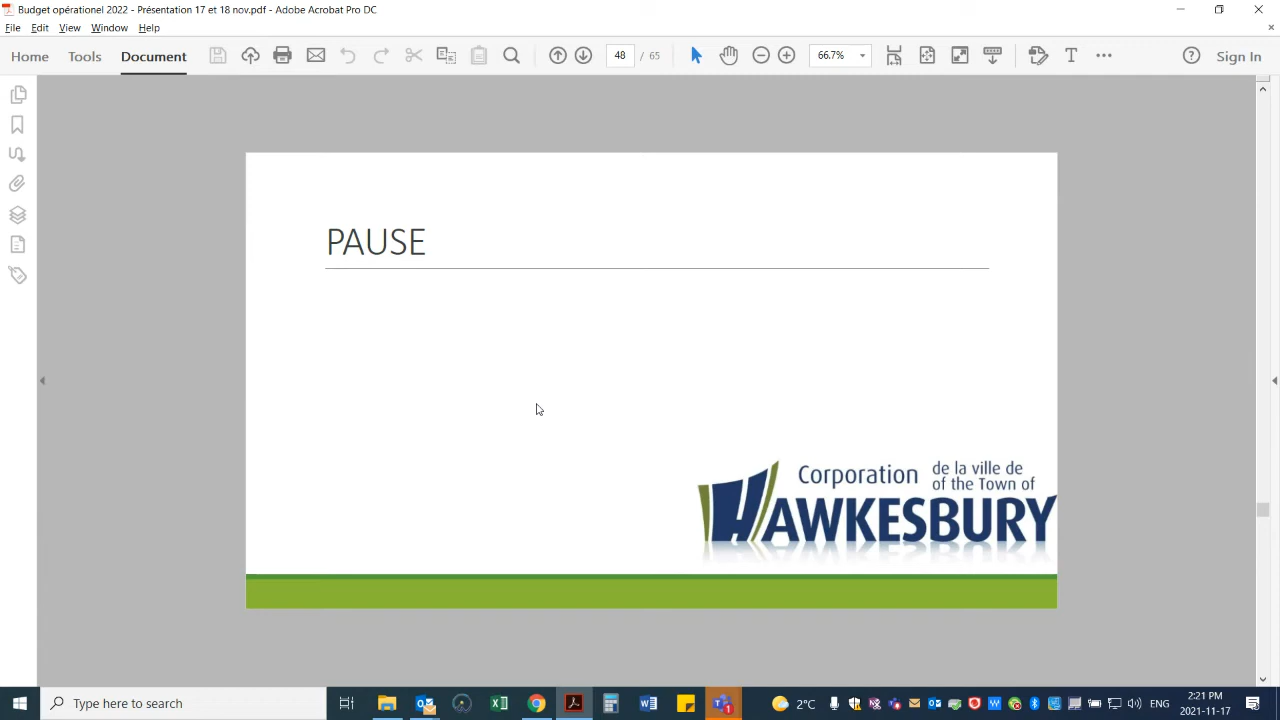 Budget opérationel 2022 - Présentation 17 et 18 nov.pdf - Adobe Acrobat Pro DC
File Edit View Window Help
Home Tools Document 48 / 65 66.7% Sign In
PAUSE
Corporation de la ville de
of the Town of
HAWKESBURY
Type here to search
2°C
ENG
2:21 PM
2021-11-17